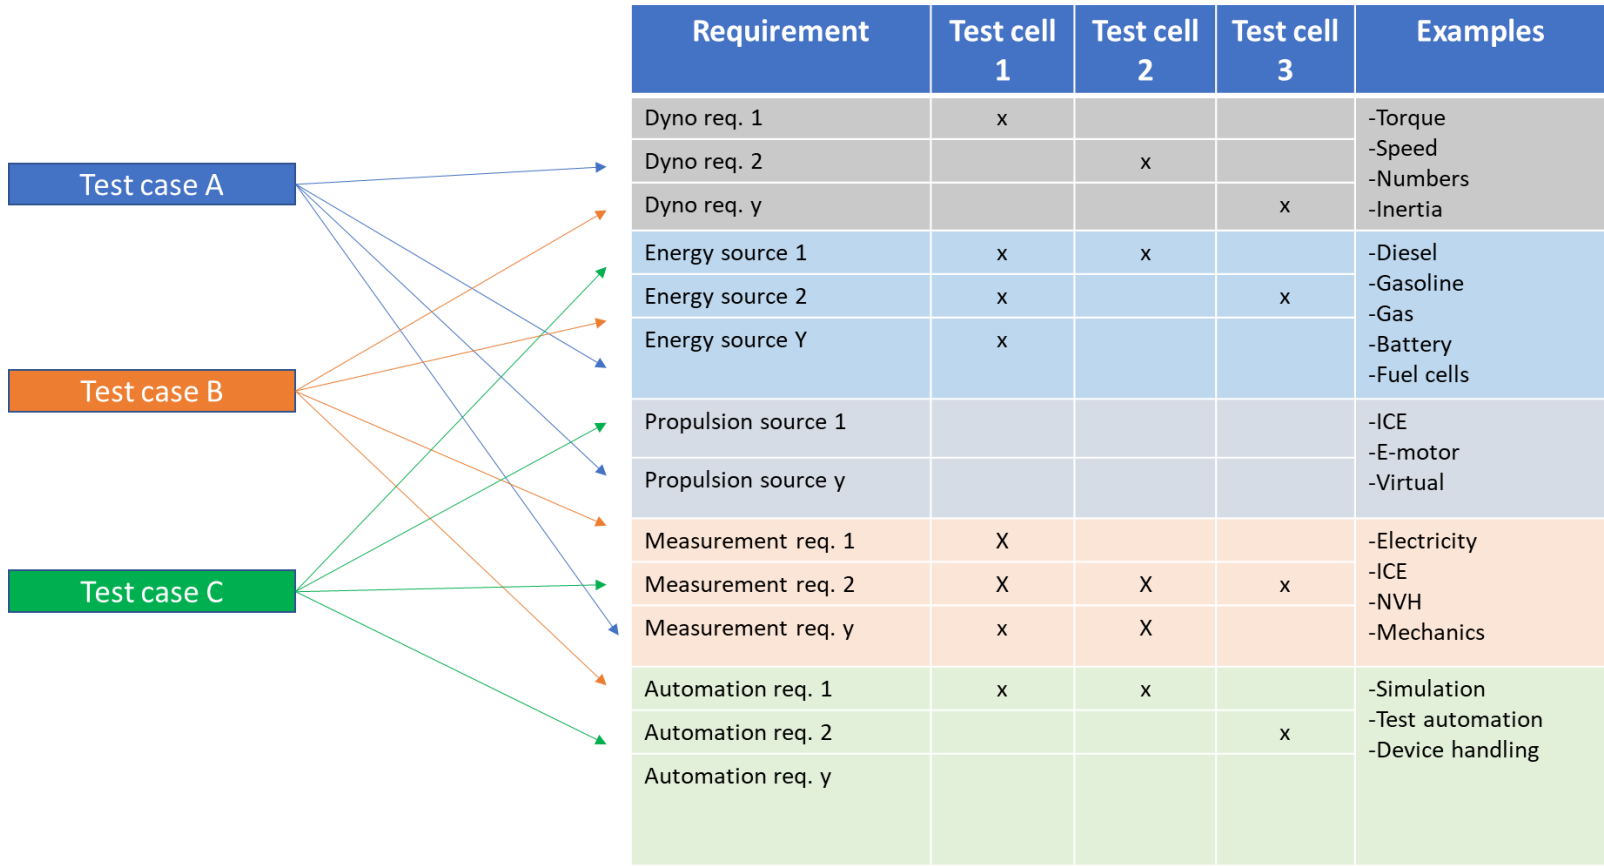 Test case A
Test case B
Test case C
Requirement Test cell 1 Test cell 2 Test cell 3 Examples
Dyno req. 1 x
Dyno req. 2 x
Dyno req. y x
-Torque
-Speed
-Numbers
-Inertia
Energy source 1 x x
Energy source 2 x x
Energy source Y x
-Diesel
-Gasoline
-Gas
-Battery
-Fuel cells
Propulsion source 1
Propulsion source y
-ICE
-E-motor
-Virtual
Measurement req. 1 X
Measurement req. 2 X X x
Measurement req. y x X
-Electricity
-ICE
-NVH
-Mechanics
Automation req. 1 x x
Automation req. 2 x
Automation req. y
-Simulation
-Test automation
-Device handling